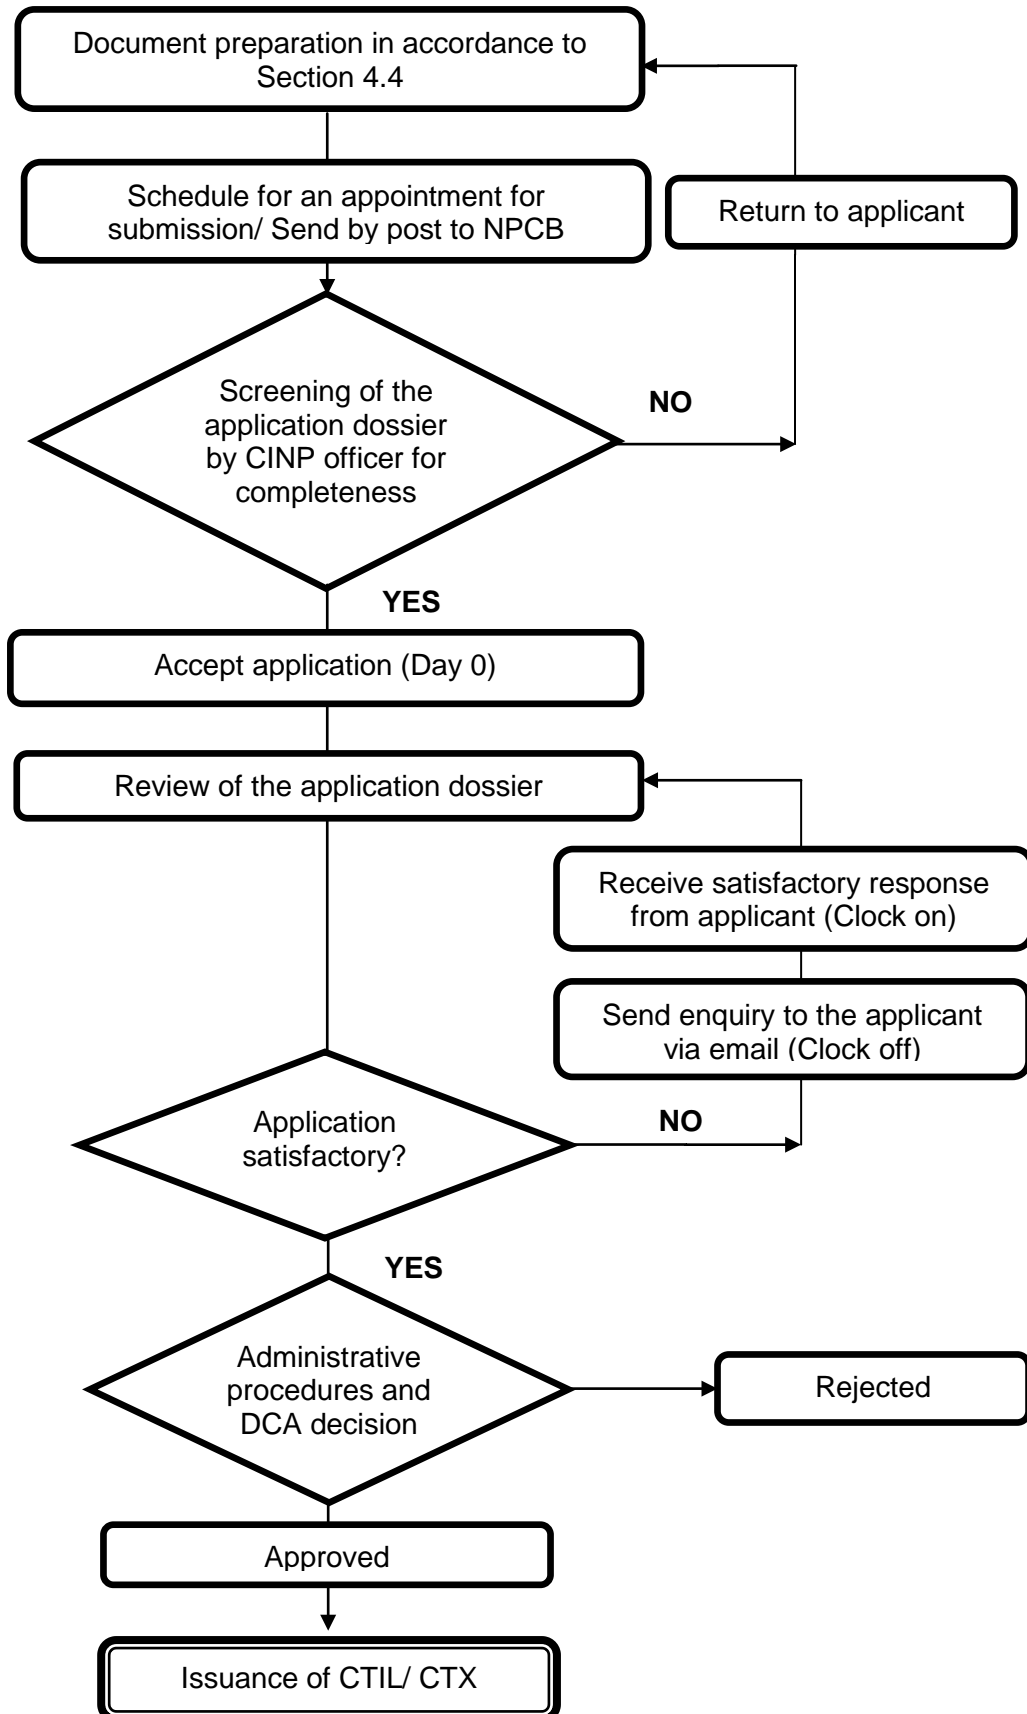 Document preparation in accordance to
Section 4.4
Schedule for an appointment for
submission/ Send by post to NPCB
Return to applicant
Screening of the
application dossier
by CINP officer for
completeness
NO
YES
Accept application (Day 0)
Review of the application dossier
Receive satisfactory response
from applicant (Clock on)
Send enquiry to the applicant
via email (Clock off)
Application
satisfactory?
NO
YES
Administrative
procedures and
DCA decision
Rejected
Approved
Issuance of CTIL/ CTX